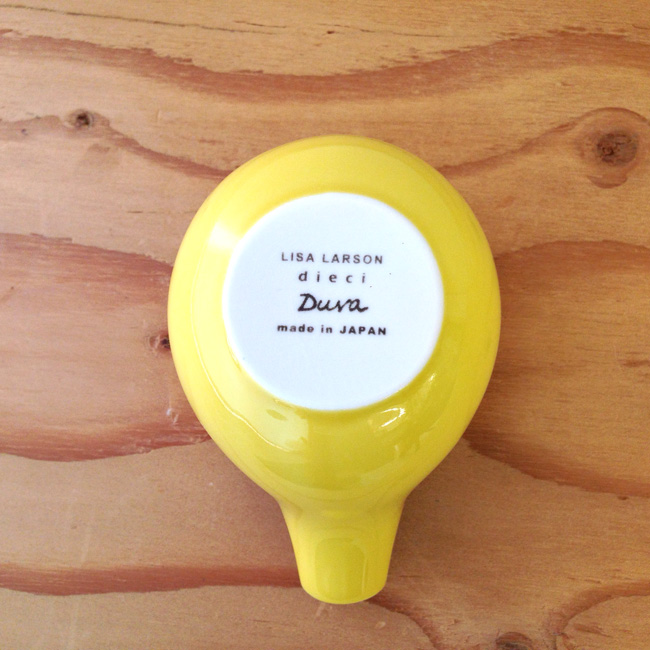 LISA LARSON
dieci
Duva
made in JAPAN